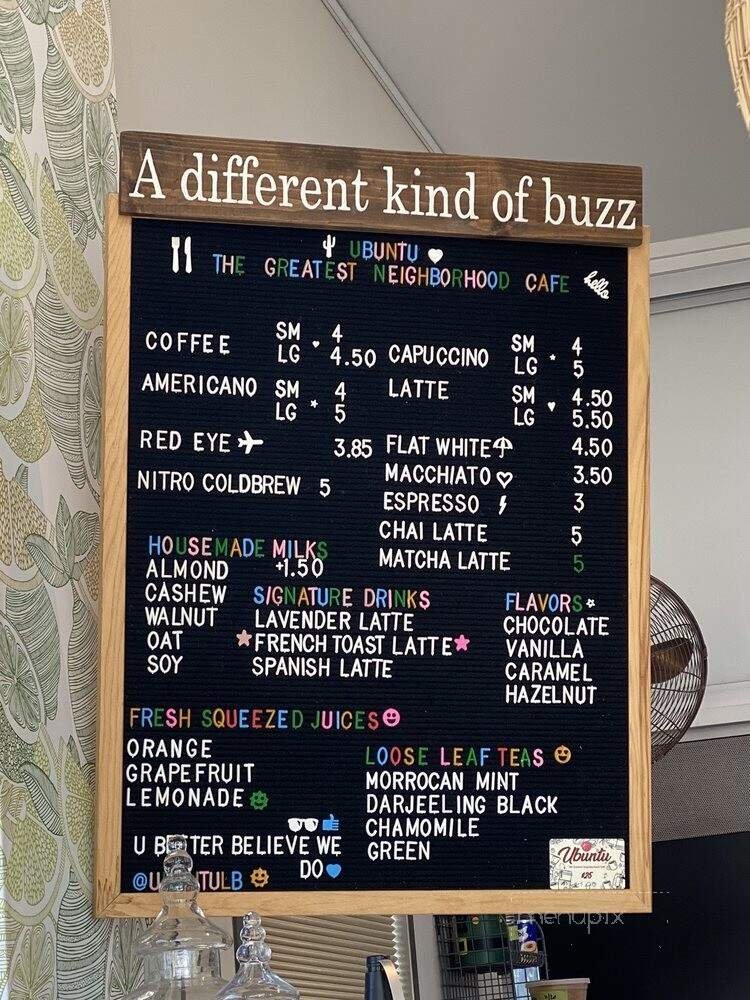 A different kind of buzz
UBUNTU
THE GREATEST NEIGHBORHOOD CAFE
hello
COFFEE SM 4
LG 4.50
AMERICANO SM 4
LG 5
RED EYE 3.85
NITRO COLDBREW 5
CAPUCCINO SM 4
LG 5
LATTE SM 4.50
LG 5.50
FLAT WHITE 4.50
MACCHIATO 3.50
ESPRESSO 3
CHAI LATTE 5
MATCHA LATTE 5
HOUSEMADE MILKS
ALMOND +1.50
CASHEW
WALNUT
OAT
SOY
SIGNATURE DRINKS
LAVENDER LATTE
FRENCH TOAST LATTE
SPANISH LATTE
FLAVORS
CHOCOLATE
VANILLA
CARAMEL
HAZELNUT
FRESH SQUEEZED JUICES
ORANGE
GRAPEFRUIT
LEMONADE
LOOSE LEAF TEAS
MORROCAN MINT
DARJEELING BLACK
CHAMOMILE
GREEN
U BETTER BELIEVE WE
DO
@UBUNTULB
Ubuntu
menupix